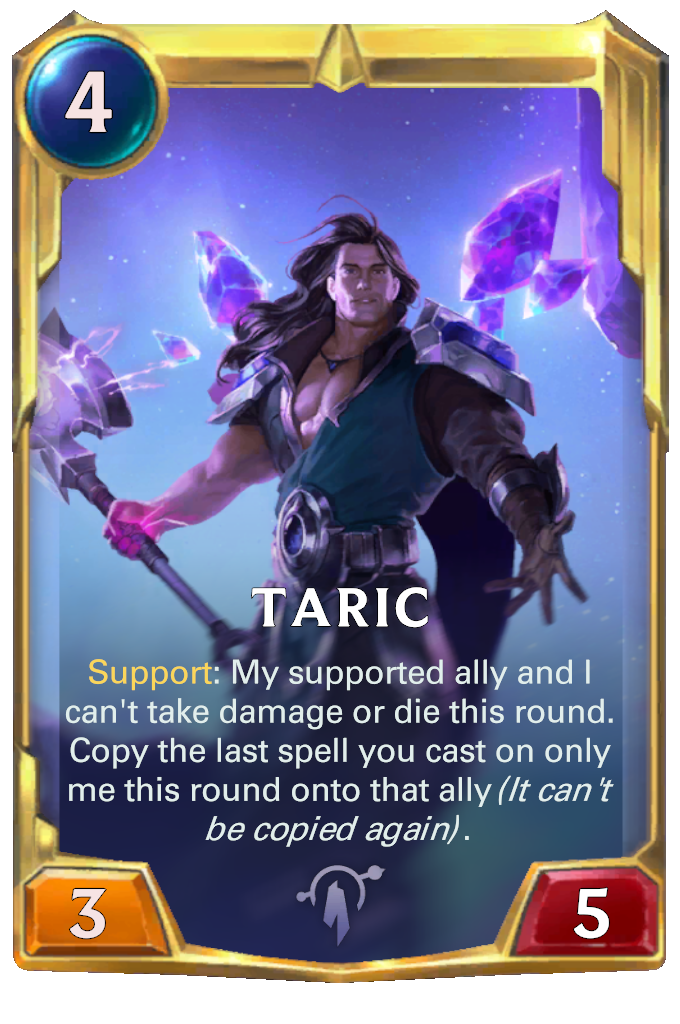 4
TARIC
Support: My supported ally and I
can't take damage or die this round.
Copy the last spell you cast on only
me this round onto that ally (It can't
be copied again).
3
5